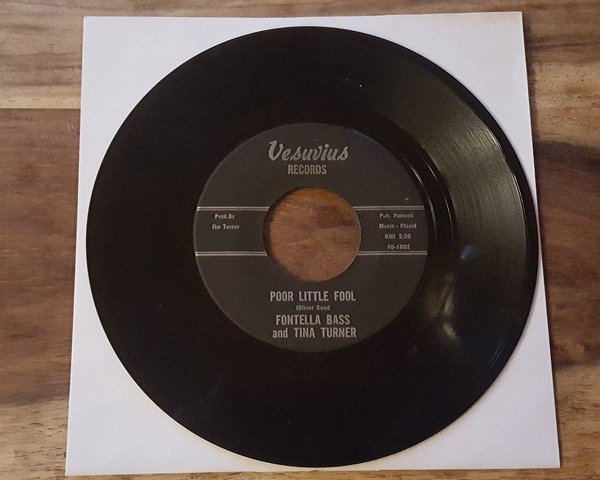 Vesuvius
RECORDS
Prod. By
Ike Turner
Pub. Pompeii
Music - Placid
BMI 2:30
VU-1002
POOR LITTLE FOOL
(Oliver Sain)
FONTELLA BASS
and TINA TURNER